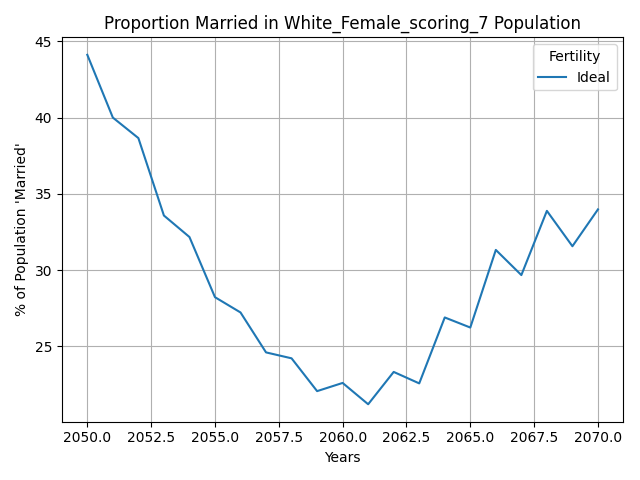 Proportion Married in White_Female_scoring_7 Population
% of Population 'Married'
45
40
35
30
25
Fertility
Ideal
2050.0 2052.5 2055.0 2057.5 2060.0 2062.5 2065.0 2067.5 2070.0
Years